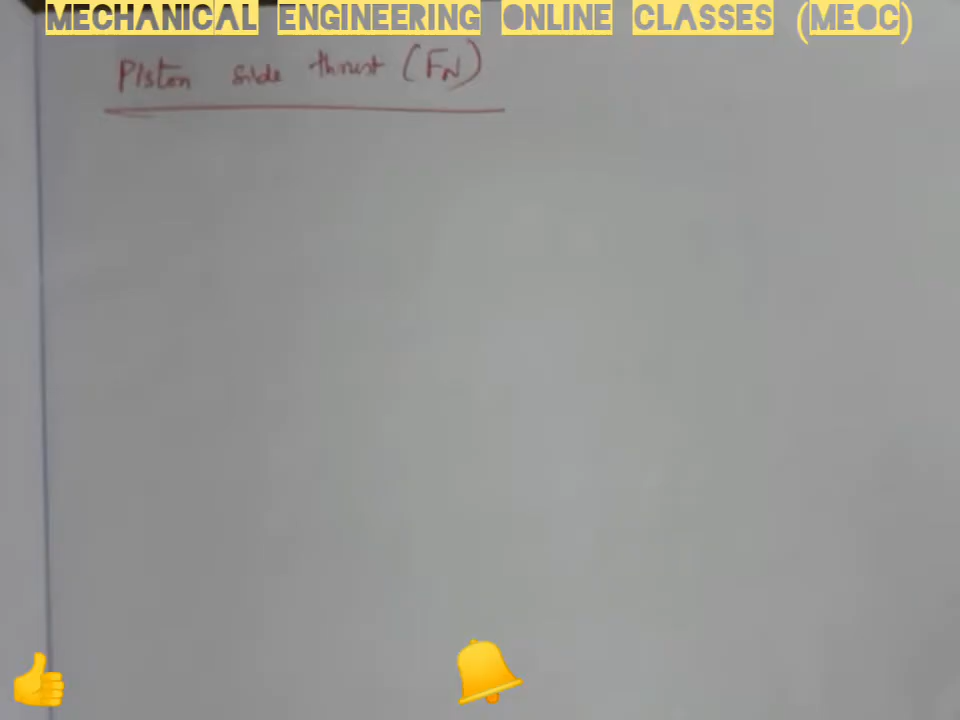 MECHANICAL ENGINEERING ONLINE CLASSES (MEOC)
Piston side thrust (FN)